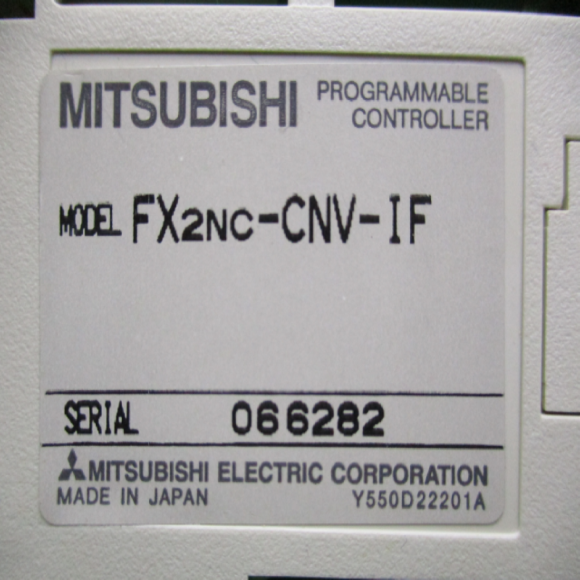 MITSUBISHI PROGRAMMABLE CONTROLLER
MODEL FX2NC-CNV-IF
SERIAL 066282
MITSUBISHI ELECTRIC CORPORATION
MADE IN JAPAN Y550D22201A